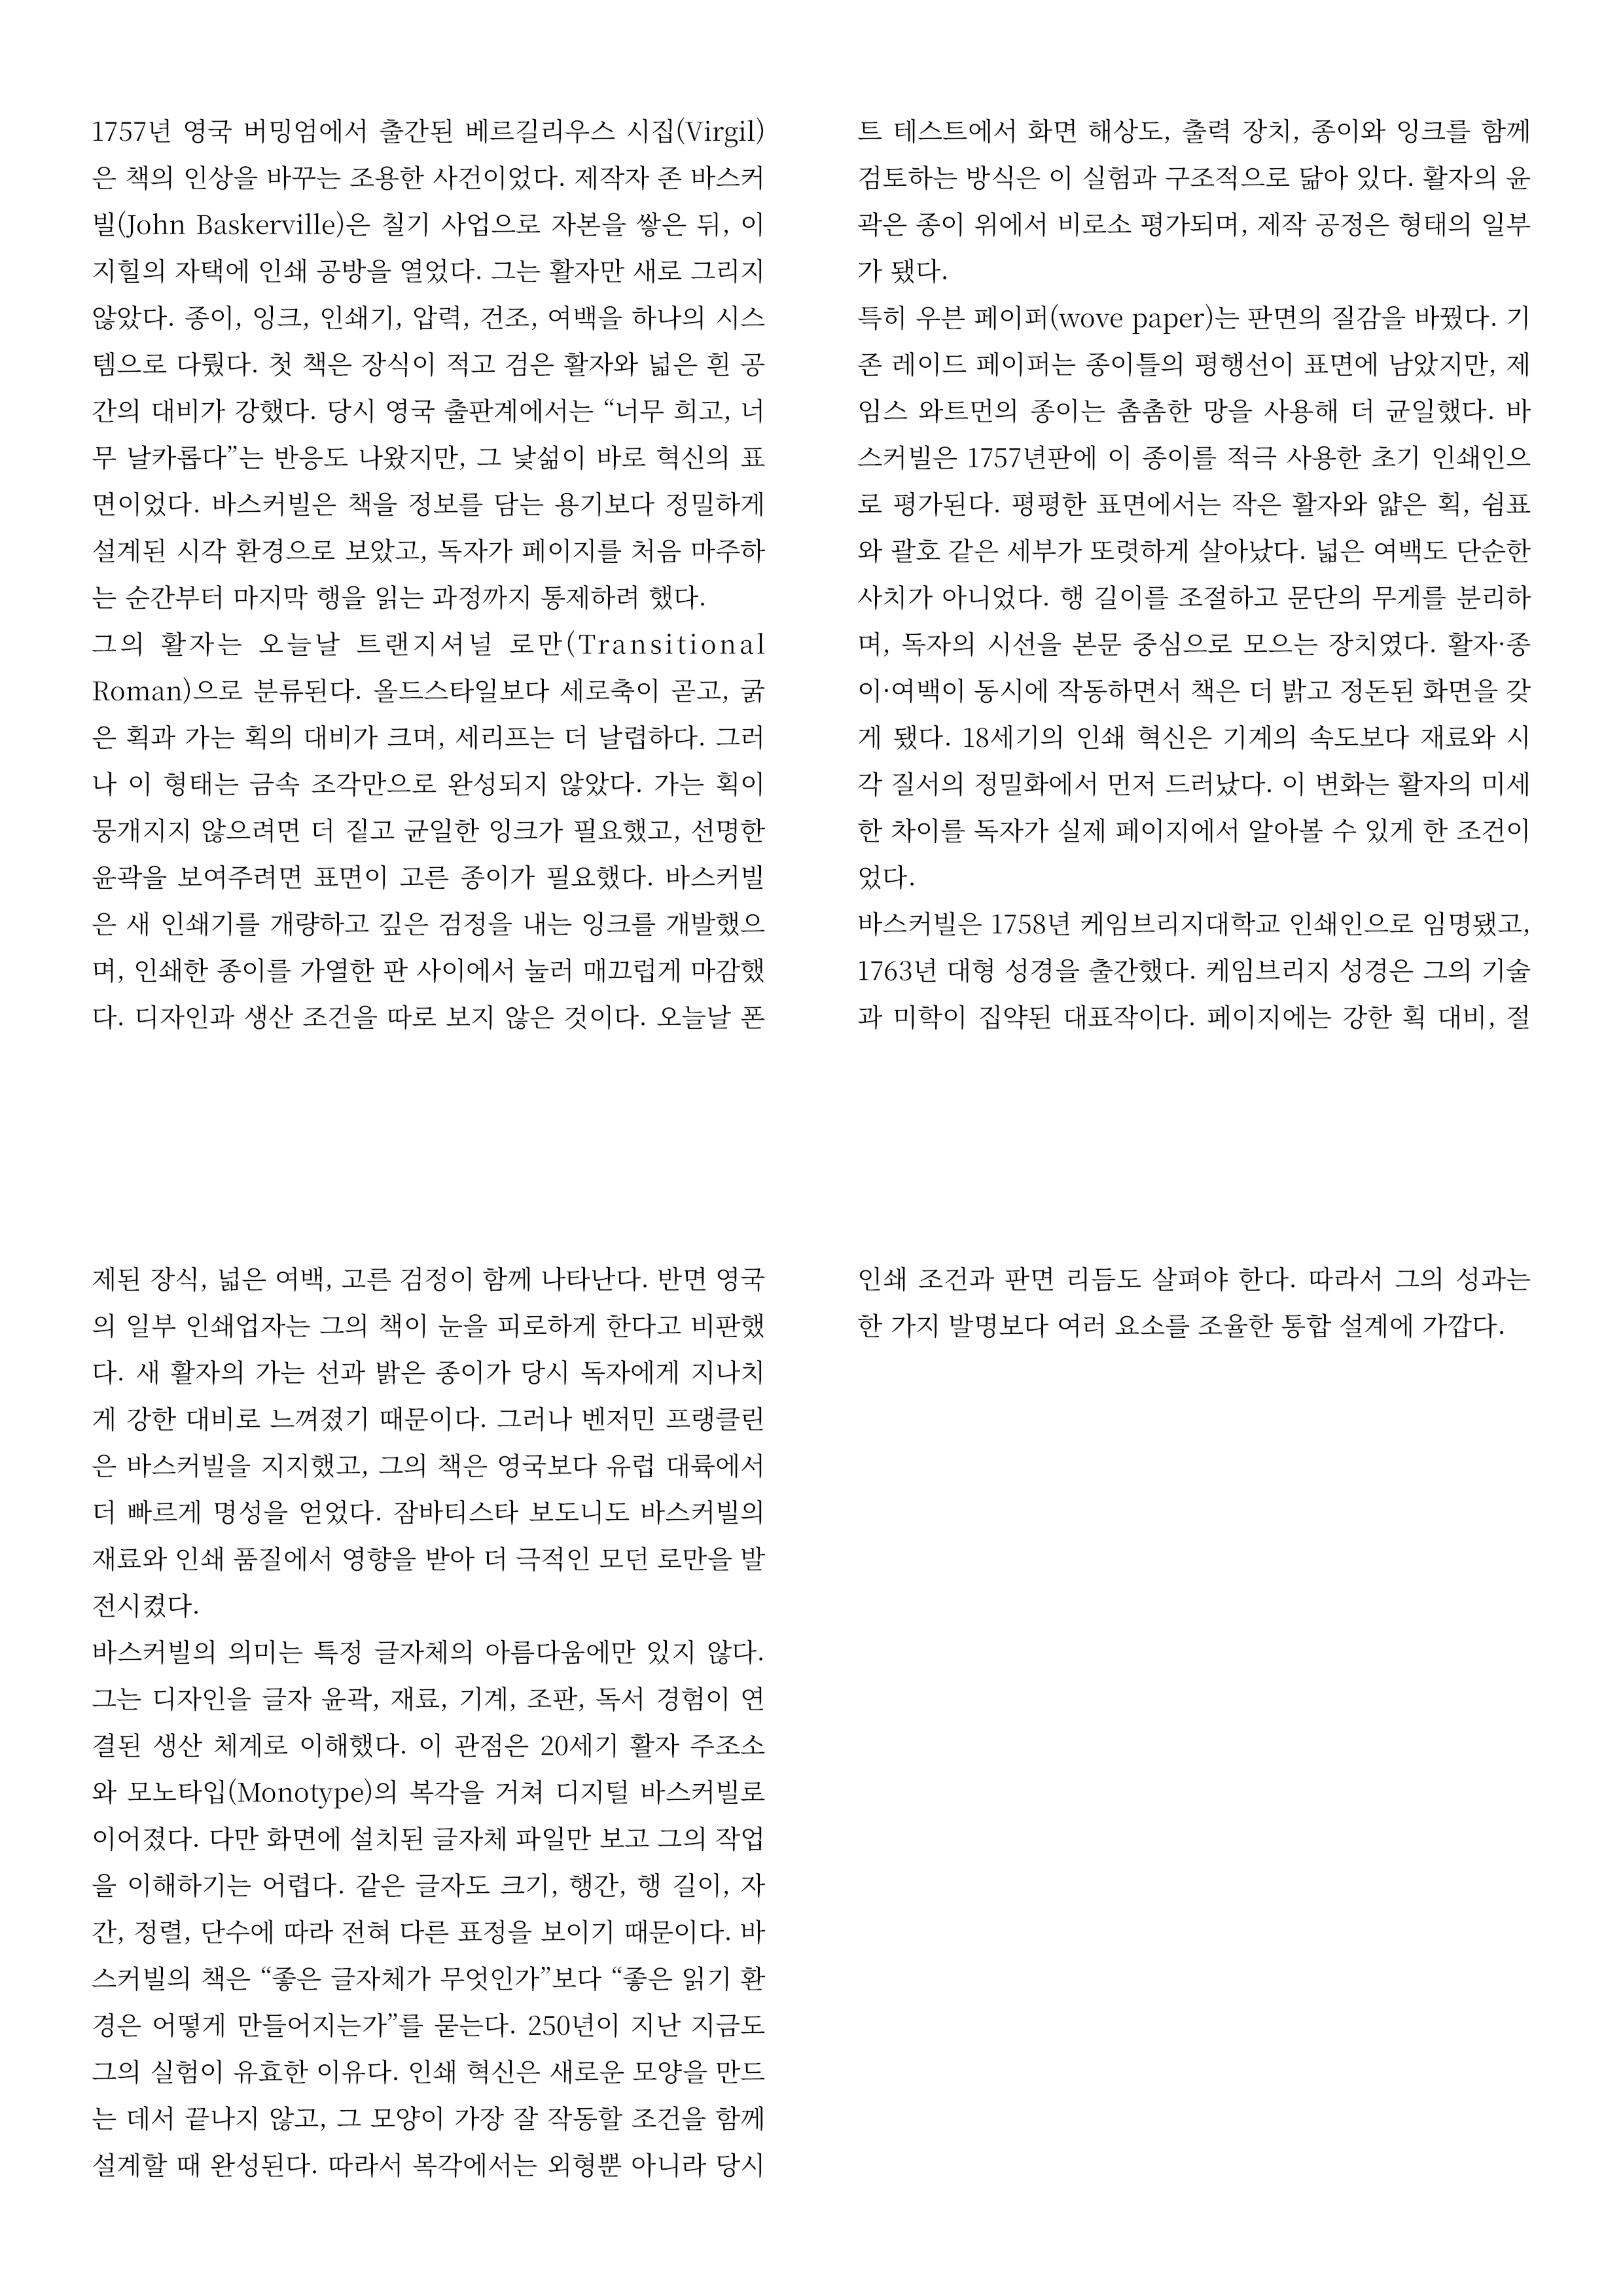 1757년 영국 버밍엄에서 출간된 베르길리우스 시집(Virgil)
은 책의 인상을 바꾸는 조용한 사건이었다. 제작자 존 바스커
빌(John Baskerville)은 칠기 사업으로 자본을 쌓은 뒤, 이
지힐의 자택에 인쇄 공방을 열었다. 그는 활자만 새로 그리지
않았다. 종이, 잉크, 인쇄기, 압력, 건조, 여백을 하나의 시스
템으로 다뤘다. 첫 책은 장식이 적고 검은 활자와 넓은 흰 공
간의 대비가 강했다. 당시 영국 출판계에서는 “너무 희고, 너
무 날카롭다”는 반응도 나왔지만, 그 낯섦이 바로 혁신의 표
면이었다. 바스커빌은 책을 정보를 담는 용기보다 정밀하게
설계된 시각 환경으로 보았고, 독자가 페이지를 처음 마주하
는 순간부터 마지막 행을 읽는 과정까지 통제하려 했다.
그의 활자는 오늘날 트랜지셔널 로만(Transitional
Roman)으로 분류된다. 올드스타일보다 세로축이 곧고, 굵
은 획과 가는 획의 대비가 크며, 세리프는 더 날렵하다. 그러
나 이 형태는 금속 조각만으로 완성되지 않았다. 가는 획이
뭉개지지 않으려면 더 짙고 균일한 잉크가 필요했고, 선명한
윤곽을 보여주려면 표면이 고른 종이가 필요했다. 바스커빌
은 새 인쇄기를 개량하고 깊은 검정을 내는 잉크를 개발했으
며, 인쇄한 종이를 가열한 판 사이에서 눌러 매끄럽게 마감했
다. 디자인과 생산 조건을 따로 보지 않은 것이다. 오늘날 폰
트 테스트에서 화면 해상도, 출력 장치, 종이와 잉크를 함께
검토하는 방식은 이 실험과 구조적으로 닮아 있다. 활자의 윤
곽은 종이 위에서 비로소 평가되며, 제작 공정은 형태의 일부
가 됐다.
특히 우븐 페이퍼(wove paper)는 판면의 질감을 바꿨다. 기
존 레이드 페이퍼는 종이틀의 평행선이 표면에 남았지만, 제
임스 와트먼의 종이는 촘촘한 망을 사용해 더 균일했다. 바
스커빌은 1757년판에 이 종이를 적극 사용한 초기 인쇄인으
로 평가된다. 평평한 표면에서는 작은 활자와 얇은 획, 쉼표
와 괄호 같은 세부가 또렷하게 살아났다. 넓은 여백도 단순한
사치가 아니었다. 행 길이를 조절하고 문단의 무게를 분리하
며, 독자의 시선을 본문 중심으로 모으는 장치였다. 활자·종
이·여백이 동시에 작동하면서 책은 더 밝고 정돈된 화면을 갖
게 됐다. 18세기의 인쇄 혁신은 기계의 속도보다 재료와 시
각 질서의 정밀화에서 먼저 드러났다. 이 변화는 활자의 미세
한 차이를 독자가 실제 페이지에서 알아볼 수 있게 한 조건이
었다.
바스커빌은 1758년 케임브리지대학교 인쇄인으로 임명됐고,
1763년 대형 성경을 출간했다. 케임브리지 성경은 그의 기술
과 미학이 집약된 대표작이다. 페이지에는 강한 획 대비, 절
제된 장식, 넓은 여백, 고른 검정이 함께 나타난다. 반면 영국
의 일부 인쇄업자는 그의 책이 눈을 피로하게 한다고 비판했
다. 새 활자의 가는 선과 밝은 종이가 당시 독자에게 지나치
게 강한 대비로 느껴졌기 때문이다. 그러나 벤저민 프랭클린
은 바스커빌을 지지했고, 그의 책은 영국보다 유럽 대륙에서
더 빠르게 명성을 얻었다. 잠바티스타 보도니도 바스커빌의
재료와 인쇄 품질에서 영향을 받아 더 극적인 모던 로만을 발
전시켰다.
바스커빌의 의미는 특정 글자체의 아름다움에만 있지 않다.
그는 디자인을 글자 윤곽, 재료, 기계, 조판, 독서 경험이 연
결된 생산 체계로 이해했다. 이 관점은 20세기 활자 주조소
와 모노타입(Monotype)의 복각을 거쳐 디지털 바스커빌로
이어졌다. 다만 화면에 설치된 글자체 파일만 보고 그의 작업
을 이해하기는 어렵다. 같은 글자도 크기, 행간, 행 길이, 자
간, 정렬, 단수에 따라 전혀 다른 표정을 보이기 때문이다. 바
스커빌의 책은 “좋은 글자체가 무엇인가”보다 “좋은 읽기 환
경은 어떻게 만들어지는가”를 묻는다. 250년이 지난 지금도
그의 실험이 유효한 이유다. 인쇄 혁신은 새로운 모양을 만드
는 데서 끝나지 않고, 그 모양이 가장 잘 작동할 조건을 함께
설계할 때 완성된다. 따라서 복각에서는 외형뿐 아니라 당시
인쇄 조건과 판면 리듬도 살펴야 한다. 따라서 그의 성과는
한 가지 발명보다 여러 요소를 조율한 통합 설계에 가깝다.